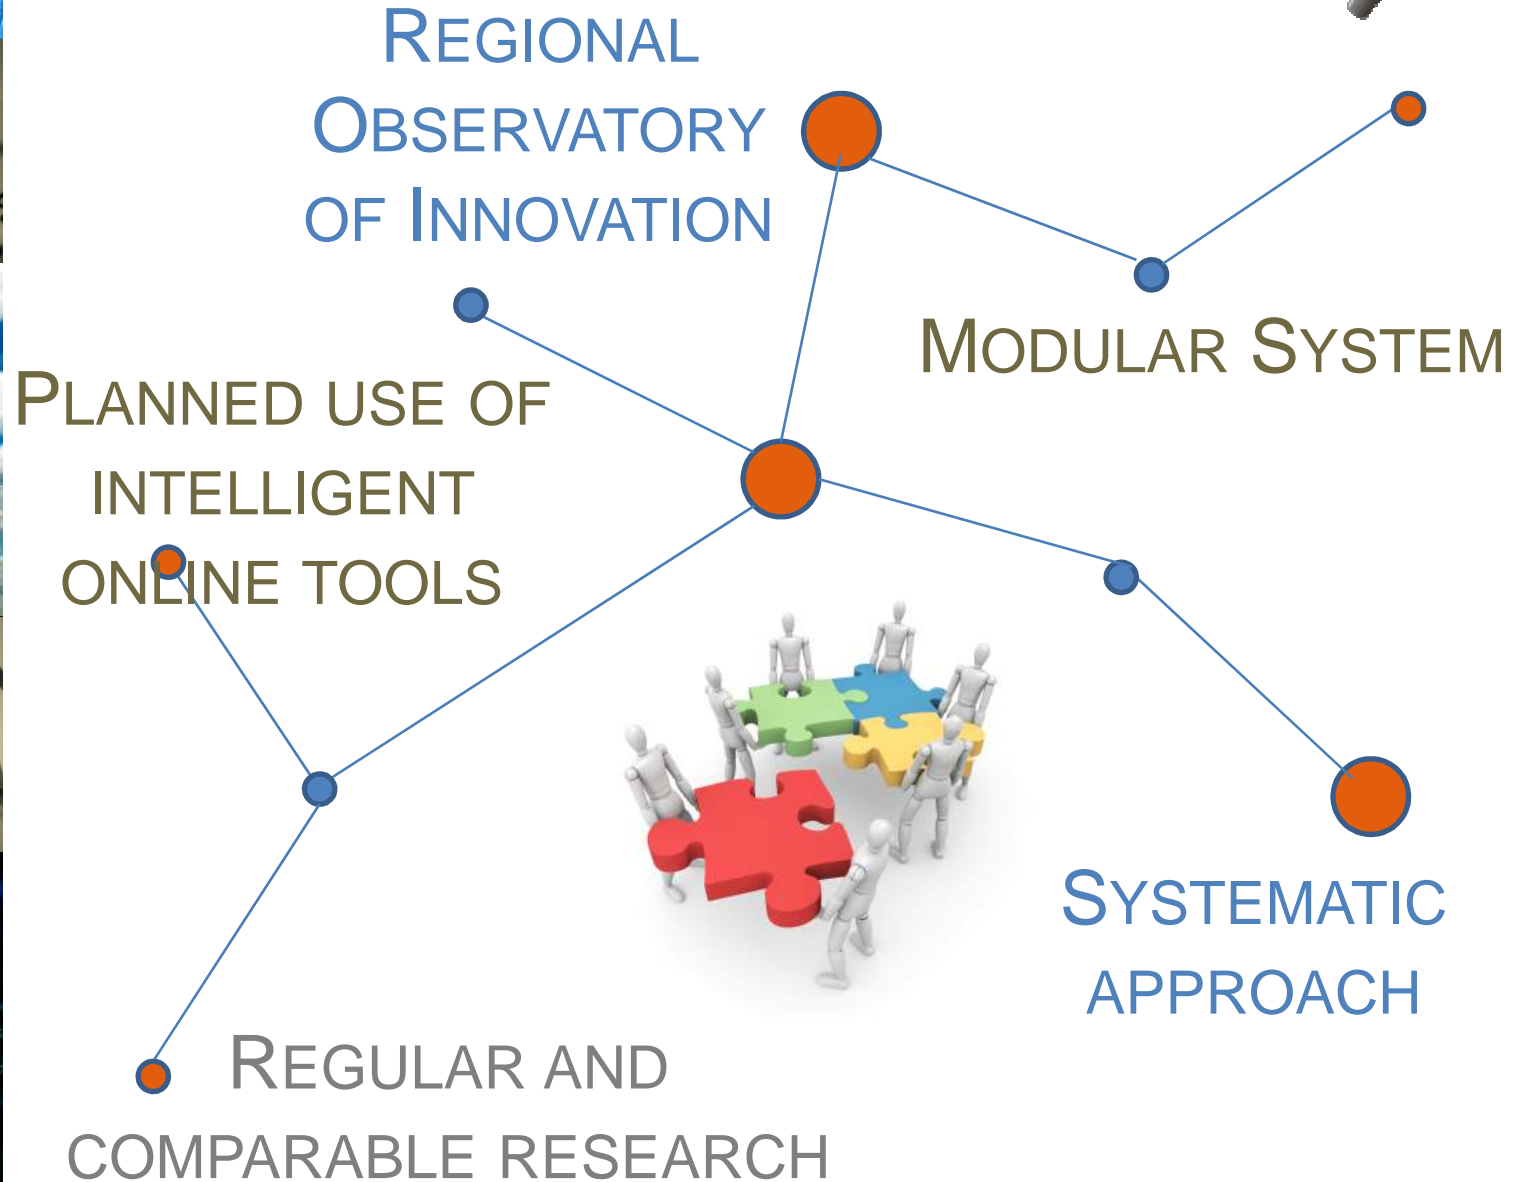 REGIONAL
OBSERVATORY
OF INNOVATION
MODULAR SYSTEM
PLANNED USE OF
INTELLIGENT
ONLINE TOOLS
SYSTEMATIC
APPROACH
REGULAR AND
COMPARABLE RESEARCH